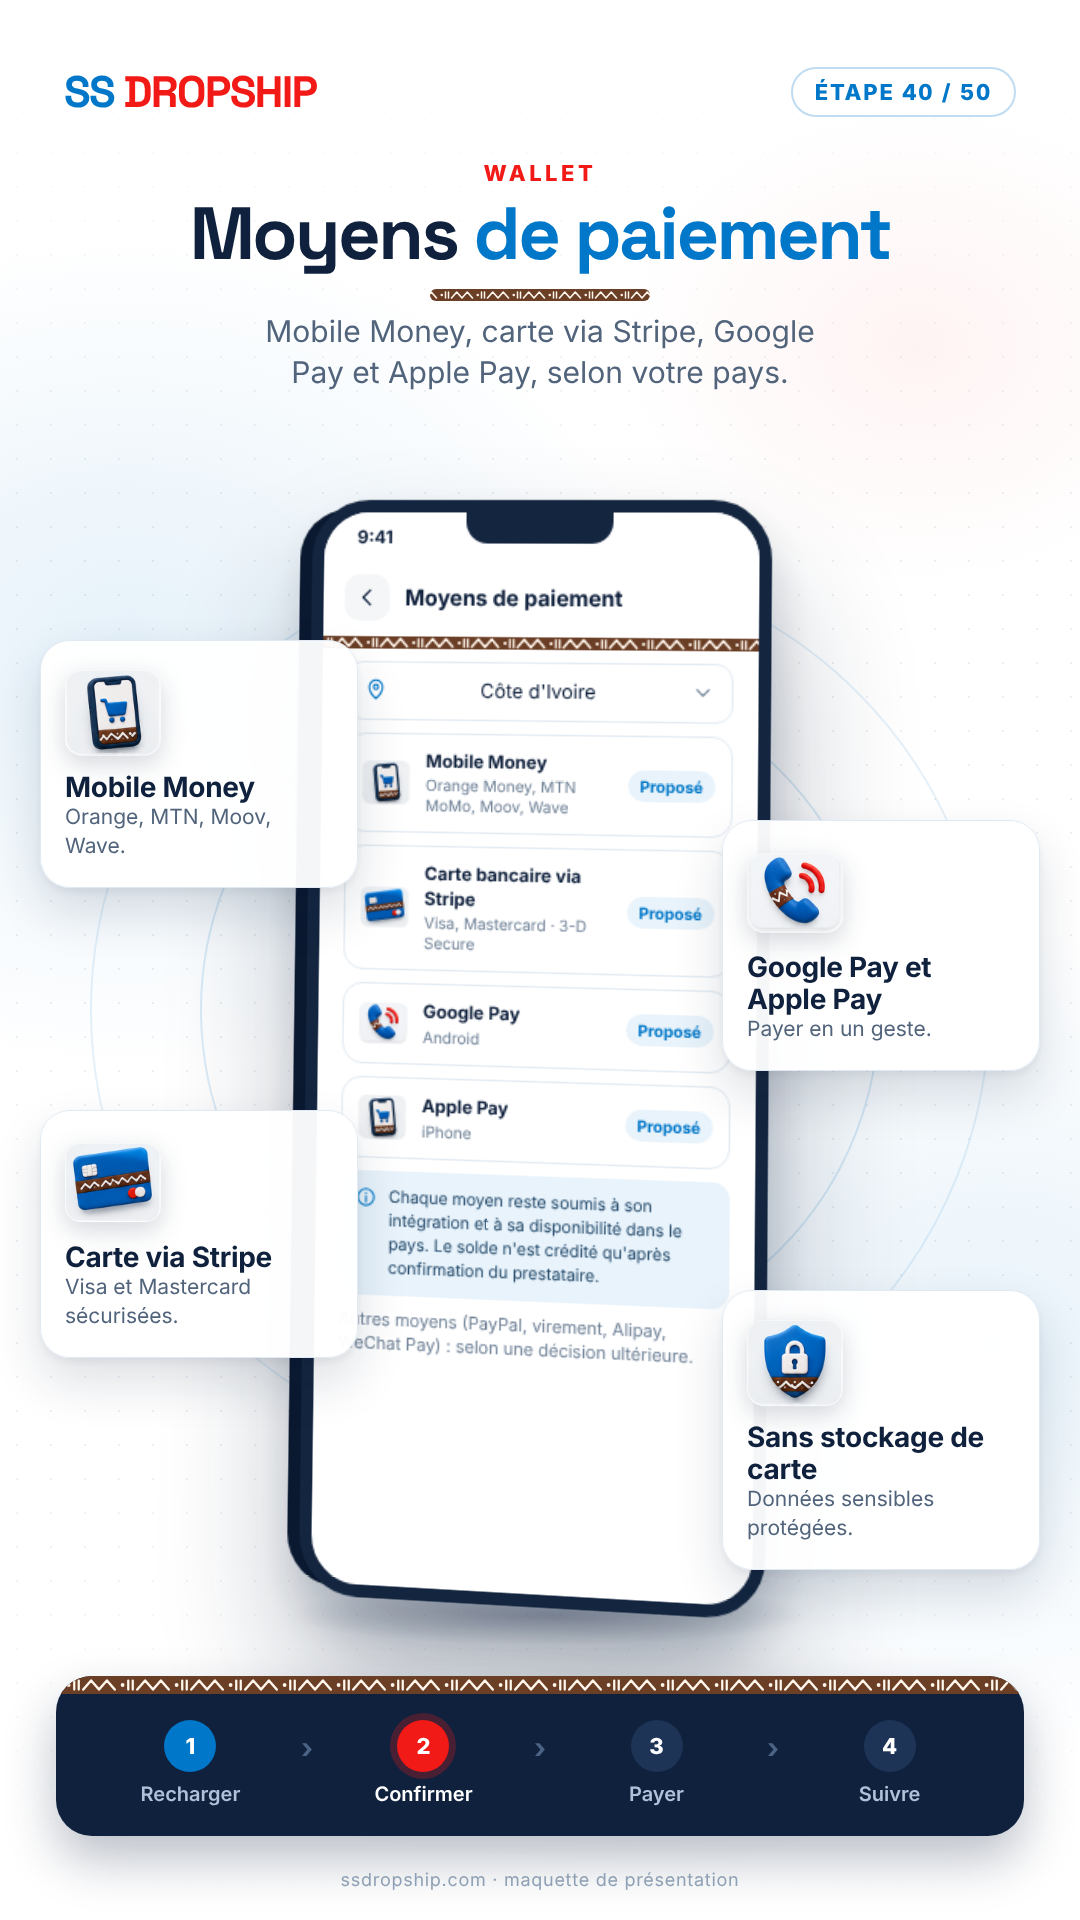 SS DROPSHIP
ÉTAPE 40 / 50
WALLET
Moyens de paiement
Mobile Money, carte via Stripe, Google
Pay et Apple Pay, selon votre pays.
9:41
Moyens de paiement
Côte d'Ivoire
Mobile Money
Orange Money, MTN
MoMo, Moov, Wave
Proposé
Carte bancaire via
Stripe
Visa, Mastercard · 3-D
Secure
Proposé
Google Pay
Android
Proposé
Apple Pay
iPhone
Proposé
Chaque moyen reste soumis à son
intégration et à sa disponibilité dans le
pays. Le solde n'est crédité qu'après
confirmation du prestataire.
Autres moyens (PayPal, virement, Alipay,
WeChat Pay) : selon une décision ultérieure.
Mobile Money
Orange, MTN, Moov,
Wave.
Google Pay et
Apple Pay
Payer en un geste.
Carte via Stripe
Visa et Mastercard
sécurisées.
Sans stockage de
carte
Données sensibles
protégées.
1
Recharger
›
2
Confirmer
›
3
Payer
›
4
Suivre
ssdropship.com · maquette de présentation